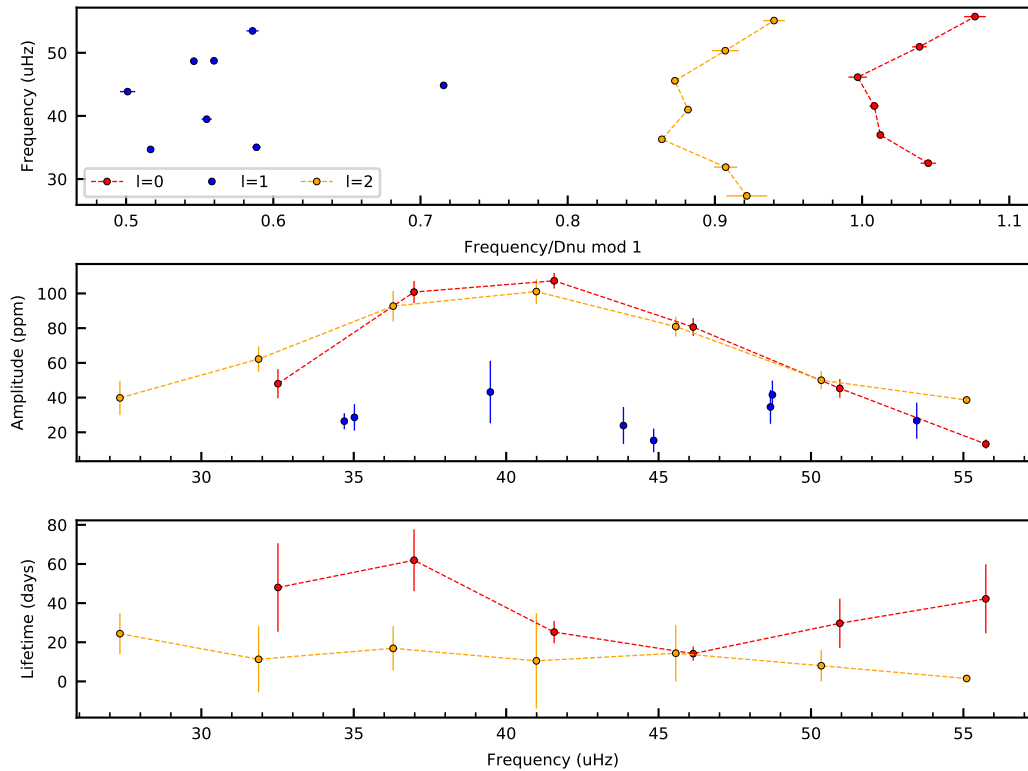 Frequency (uHz)
50
40
30
l=0 l=1 l=2
0.5 0.6 0.7 0.8 0.9 1.0 1.1
Frequency/Dnu mod 1
Amplitude (ppm)
100
80
60
40
20
30 35 40 45 50 55
Lifetime (days)
80
60
40
20
0
30 35 40 45 50 55
Frequency (uHz)